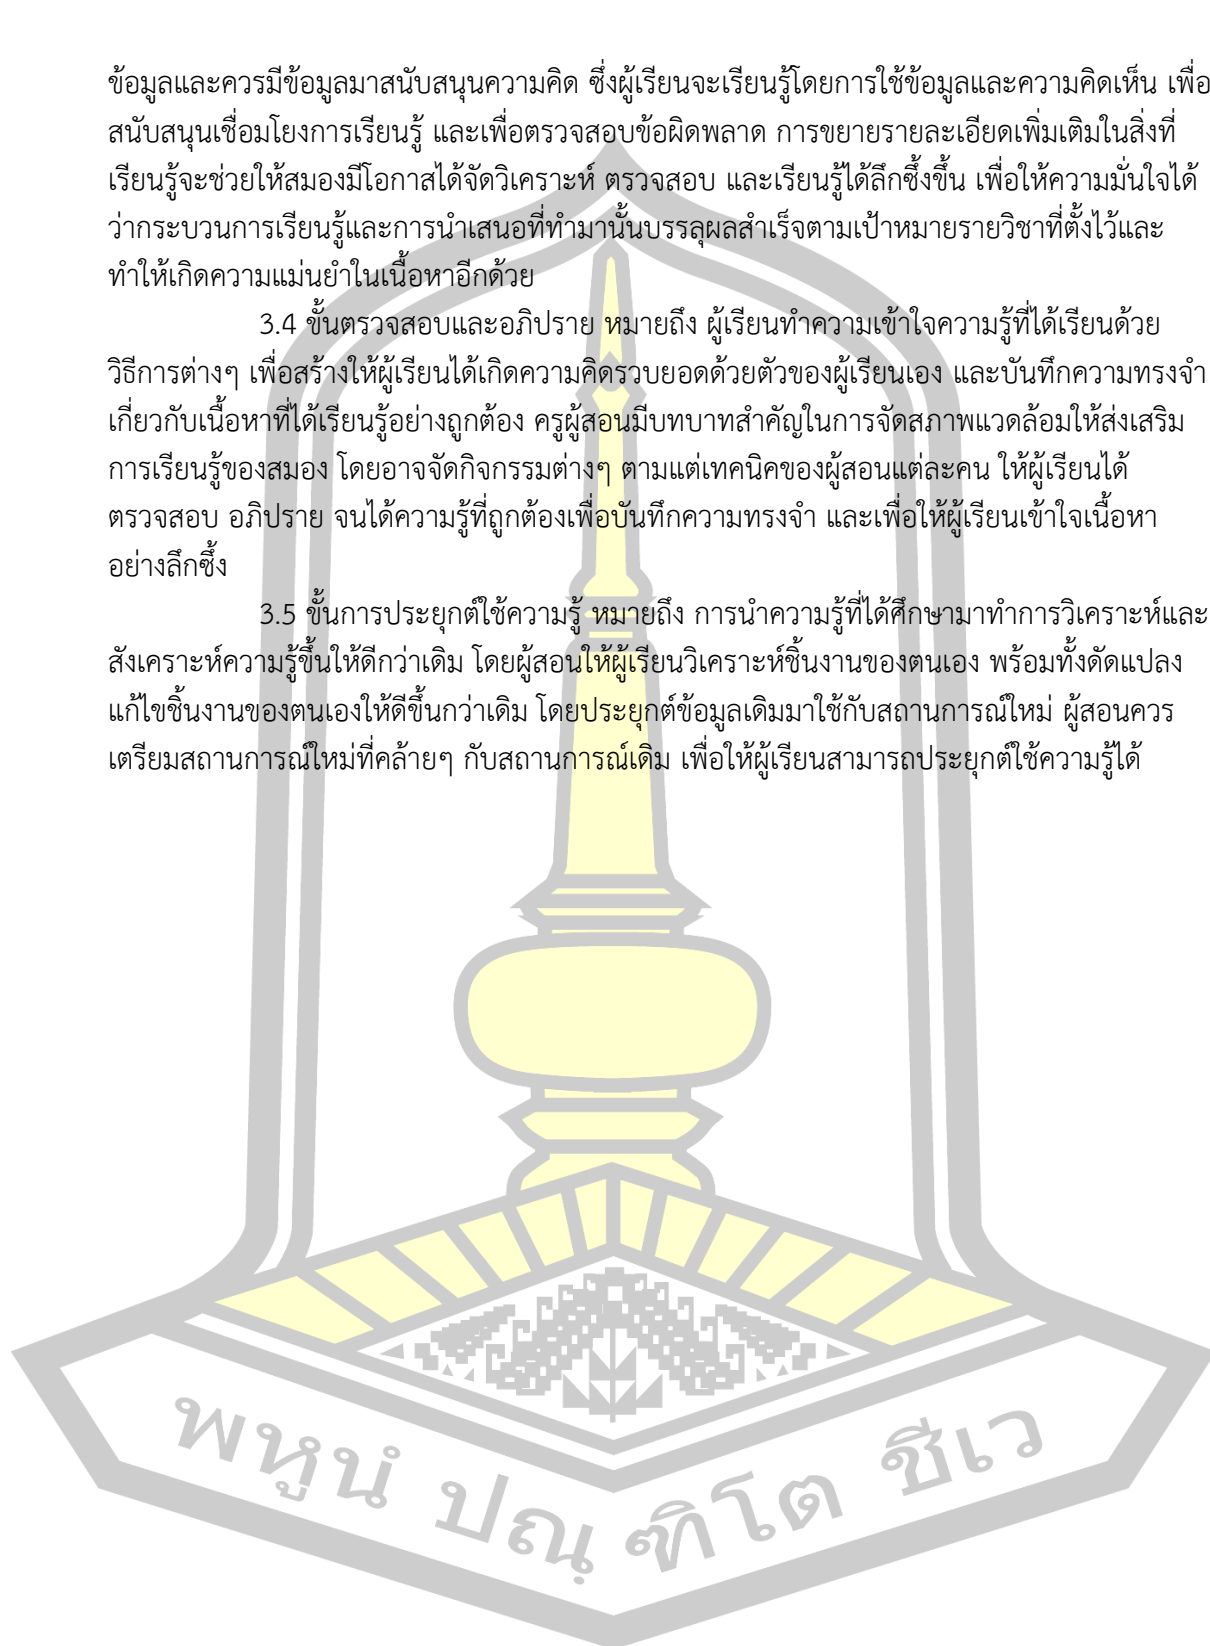 ข้อมูลและควรมีข้อมูลมาสนับสนุนความคิด ซึ่งผู้เรียนจะเรียนรู้โดยการใช้ข้อมูลและความคิดเห็น เพื่อ
สนับสนุนเชื่อมโยงการเรียนรู้ และเพื่อตรวจสอบข้อผิดพลาด การขยายรายละเอียดเพิ่มเติมในสิ่งที่
เรียนรู้จะช่วยให้สมองมีโอกาสได้จัดวิเคราะห์ ตรวจสอบ และเรียนรู้ได้ลึกซึ้งขึ้น เพื่อให้ความมั่นใจได้
ว่ากระบวนการเรียนรู้และการนำเสนอที่ทำมานั้นบรรลุผลสำเร็จตามเป้าหมายรายวิชาที่ตั้งไว้และ
ทำให้เกิดความแม่นยำในเนื้อหาอีกด้วย
3.4 ขั้นตรวจสอบและอภิปราย หมายถึง ผู้เรียนทำความเข้าใจความรู้ที่ได้เรียนด้วย
วิธีการต่างๆ เพื่อสร้างให้ผู้เรียนได้เกิดความคิดรวบยอดด้วยตัวของผู้เรียนเอง และบันทึกความทรงจำ
เกี่ยวกับเนื้อหาที่ได้เรียนรู้อย่างถูกต้อง ครูผู้สอนมีบทบาทสำคัญในการจัดสภาพแวดล้อมให้ส่งเสริม
การเรียนรู้ของสมอง โดยอาจจัดกิจกรรมต่างๆ ตามแต่เทคนิคของผู้สอนแต่ละคน ให้ผู้เรียนได้
ตรวจสอบ อภิปราย จนได้ความรู้ที่ถูกต้องเพื่อบันทึกความทรงจำ และเพื่อให้ผู้เรียนเข้าใจเนื้อหา
อย่างลึกซึ้ง
3.5 ขั้นการประยุกต์ใช้ความรู้ หมายถึง การนำความรู้ที่ได้ศึกษามาทำการวิเคราะห์และ
สังเคราะห์ความรู้ขึ้นให้ดีกว่าเดิม โดยผู้สอนให้ผู้เรียนวิเคราะห์ชิ้นงานของตนเอง พร้อมทั้งดัดแปลง
แก้ไขชิ้นงานของตนเองให้ดีขึ้นกว่าเดิม โดยประยุกต์ข้อมูลเดิมมาใช้กับสถานการณ์ใหม่ ผู้สอนควร
เตรียมสถานการณ์ใหม่ที่คล้ายๆ กับสถานการณ์เดิม เพื่อให้ผู้เรียนสามารถประยุกต์ใช้ความรู้ได้
พหูนํ ปณฺฑิโต ชีเว